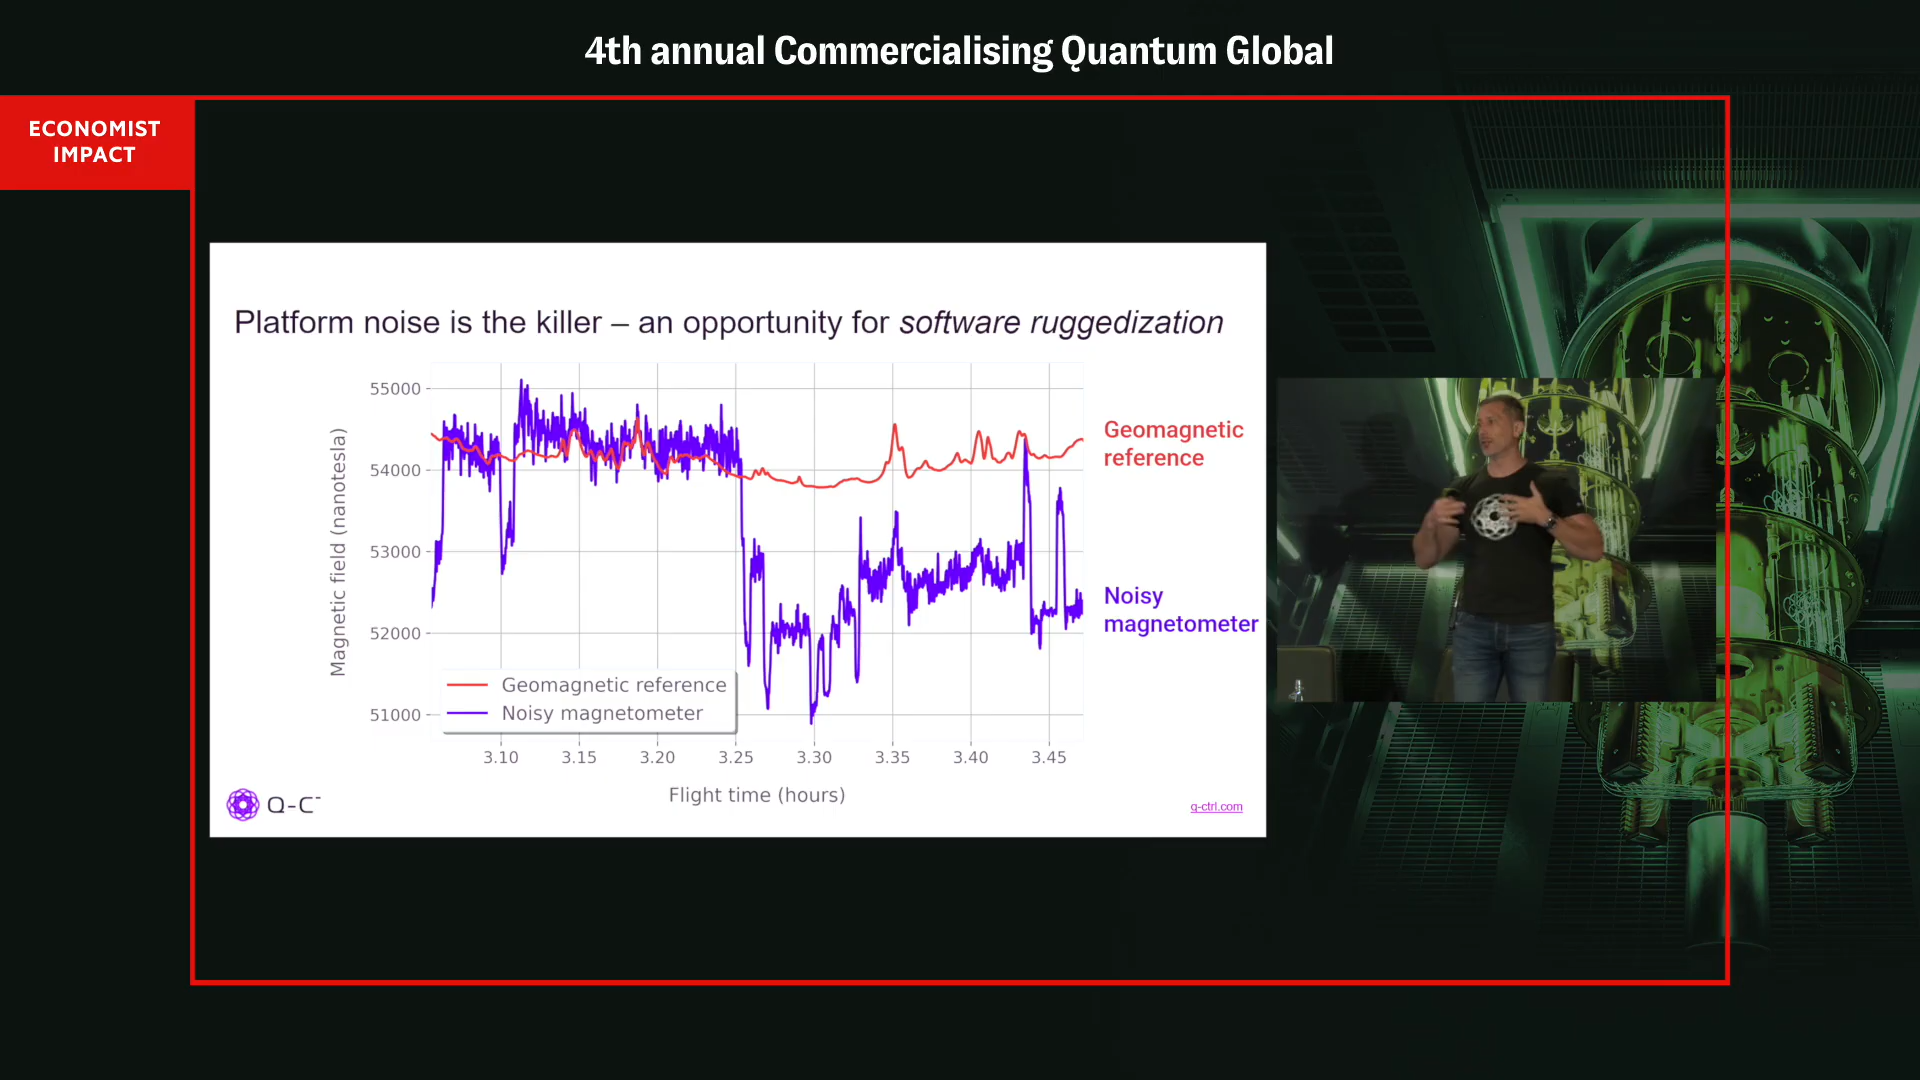 4th annual Commercialising Quantum Global
ECONOMIST
IMPACT
Platform noise is the killer – an opportunity for software ruggedization
Magnetic field (nanotesla)
55000
54000
53000
52000
51000
Geomagnetic
reference
Noisy
magnetometer
Geomagnetic reference
Noisy magnetometer
3.10 3.15 3.20 3.25 3.30 3.35 3.40 3.45
Flight time (hours)
Q-C
q-ctrl.com